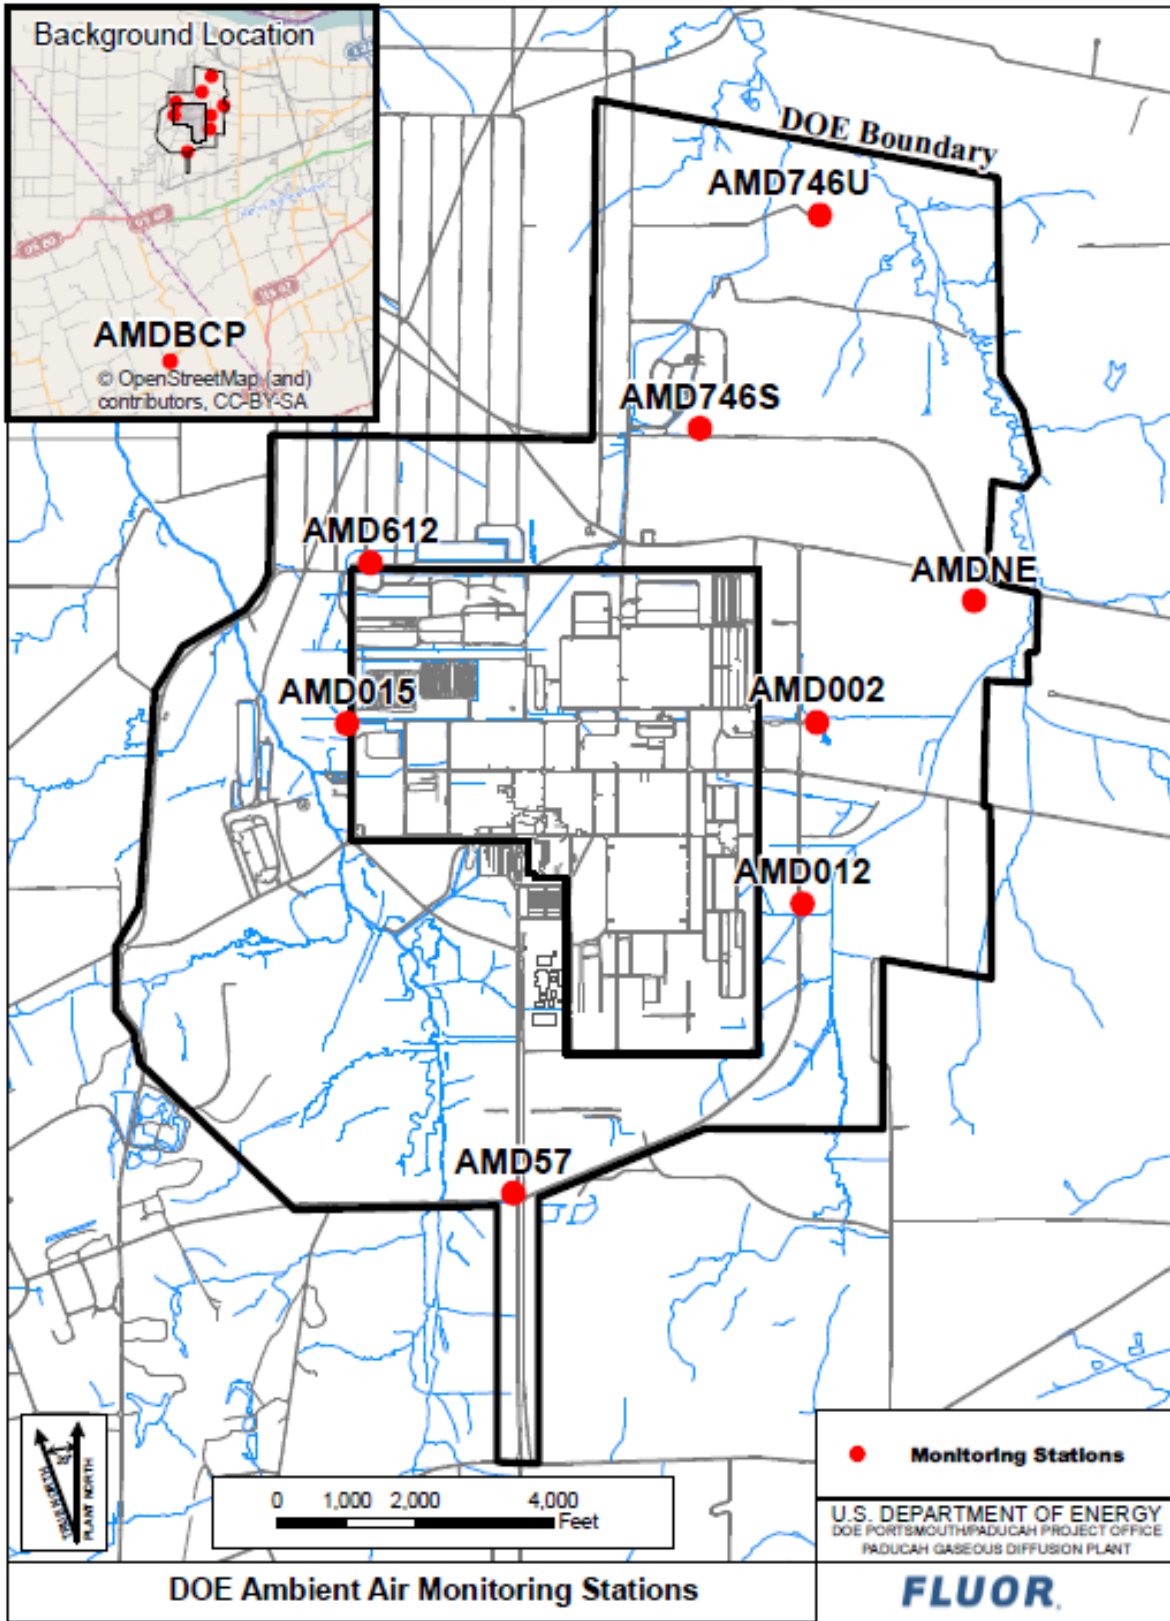 Background Location
DOE Boundary
AMD746U
AMDBCP
© OpenStreetMap (and)
contributors, CC-BY-SA
AMD746S
AMD612
AMDNE
AMD015
AMD002
AMD012
AMD57
TRUE NORTH
PLANT NORTH
0 1,000 2,000 4,000
Feet
Monitoring Stations
U.S. DEPARTMENT OF ENERGY
DOE PORTSMOUTH/PADUCAH PROJECT OFFICE
PADUCAH GASEOUS DIFFUSION PLANT
DOE Ambient Air Monitoring Stations
FLUOR